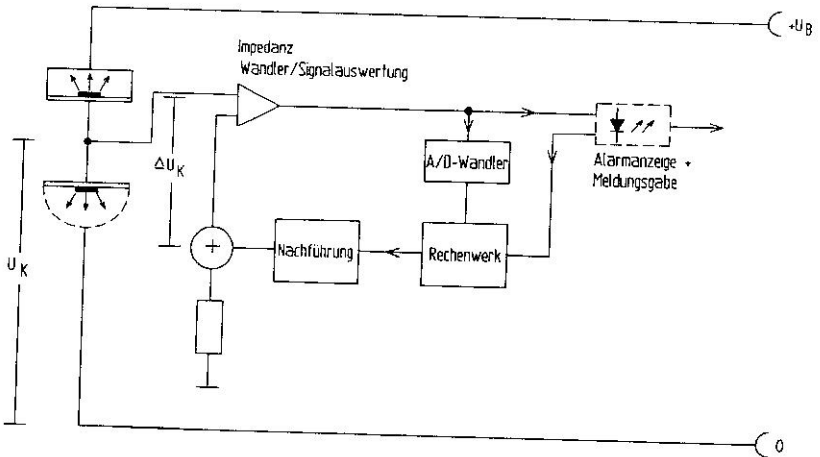 +U_B
Impedanz
Wandler/Signalauswertung
ΔU_K
A/D-Wandler
Alarmanzeige +
Meldungsgabe
U_K
+
Nachführung
Rechenwerk
0